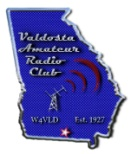 Valdosta
Amateur
Radio
Club
W4VLD Est. 1927